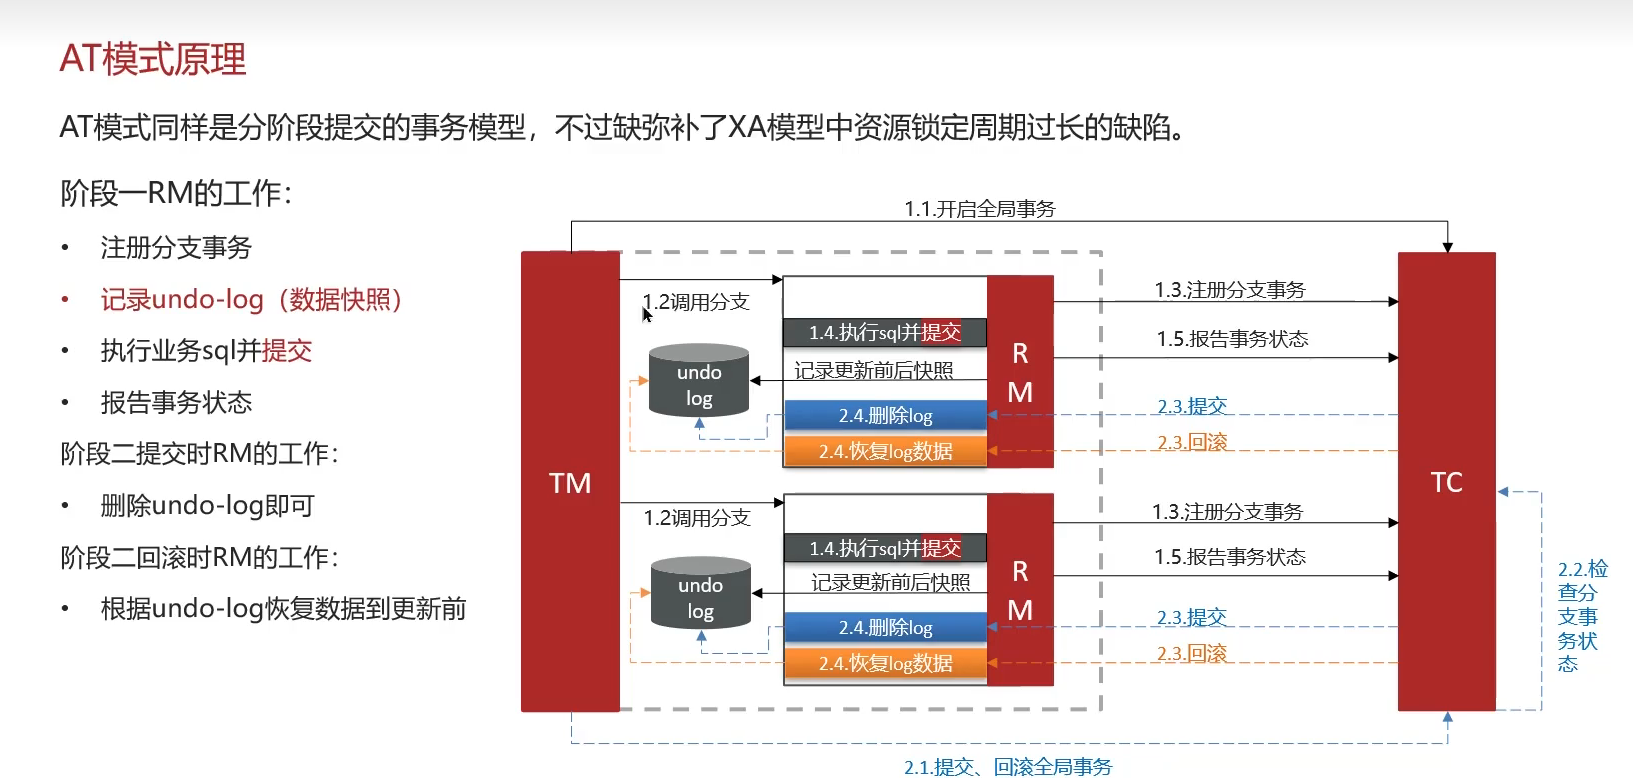 AT模式原理
AT模式同样是分阶段提交的事务模型，不过缺弥补了XA模型中资源锁定周期过长的缺陷。
阶段一RM的工作：
• 注册分支事务
• 记录undo-log（数据快照）
• 执行业务sql并提交
• 报告事务状态
阶段二提交时RM的工作：
• 删除undo-log即可
阶段二回滚时RM的工作：
• 根据undo-log恢复数据到更新前
1.1.开启全局事务
TM
1.2调用分支
1.4.执行sql并提交
记录更新前后快照
undo
log
2.4.删除log
2.4.恢复log数据
R
M
1.3.注册分支事务
1.5.报告事务状态
2.3.提交
2.3.回滚
1.2调用分支
1.4.执行sql并提交
记录更新前后快照
undo
log
2.4.删除log
2.4.恢复log数据
R
M
1.3.注册分支事务
1.5.报告事务状态
2.3.提交
2.3.回滚
TC
2.2.检
查分
支事
务状
态
2.1.提交、回滚全局事务